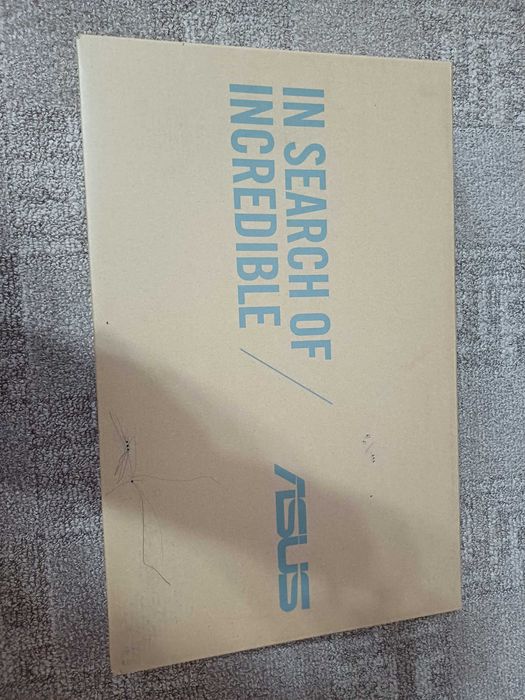 IN SEARCH OF
INCREDIBLE /
ASUS